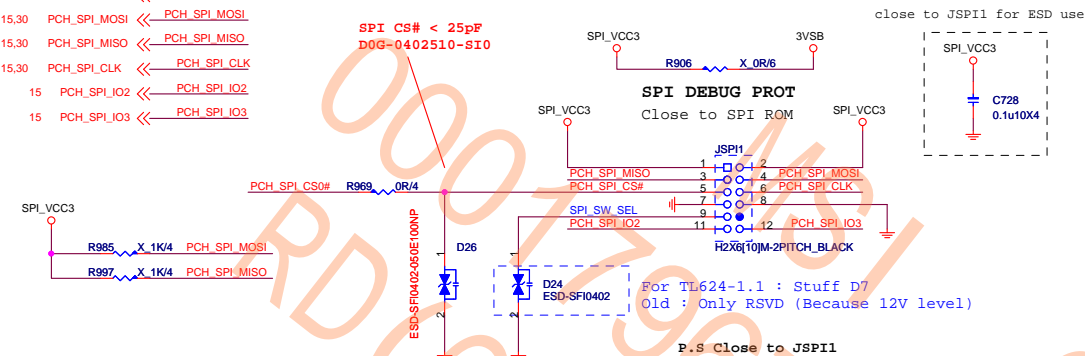 15,30 PCH_SPI_MOSI PCH_SPI_MOSI
15,30 PCH_SPI_MISO PCH_SPI_MISO
15,30 PCH_SPI_CLK PCH_SPI_CLK
15 PCH_SPI_IO2 PCH_SPI_IO2
15 PCH_SPI_IO3 PCH_SPI_IO3
SPI CS# < 25pF
D0G-0402510-SI0
SPI_VCC3 3VSB
R906 X_0R/6
SPI DEBUG PROT
Close to SPI ROM
close to JSPI1 for ESD use
SPI_VCC3
C728
0.1u10X4
SPI_VCC3 SPI_VCC3
JSPI1
1 2
PCH_SPI_MISO 3 4 PCH_SPI_MOSI
PCH_SPI_CS0# R969 0R/4 PCH_SPI_CS# 5 6 PCH_SPI_CLK
7 8
SPI_SW_SEL 9
PCH_SPI_IO2 11 12 PCH_SPI_IO3
H2X6[10]M-2PITCH_BLACK
SPI_VCC3
R985 X_1K/4 PCH_SPI_MOSI
R997 X_1K/4 PCH_SPI_MISO
ESD-SFI0402-050E100NP
D26
1
2
1
D24
ESD-SFI0402
2
For TL624-1.1 : Stuff D7
Old : Only RSVD (Because 12V level)
P.S Close to JSPI1
MSI